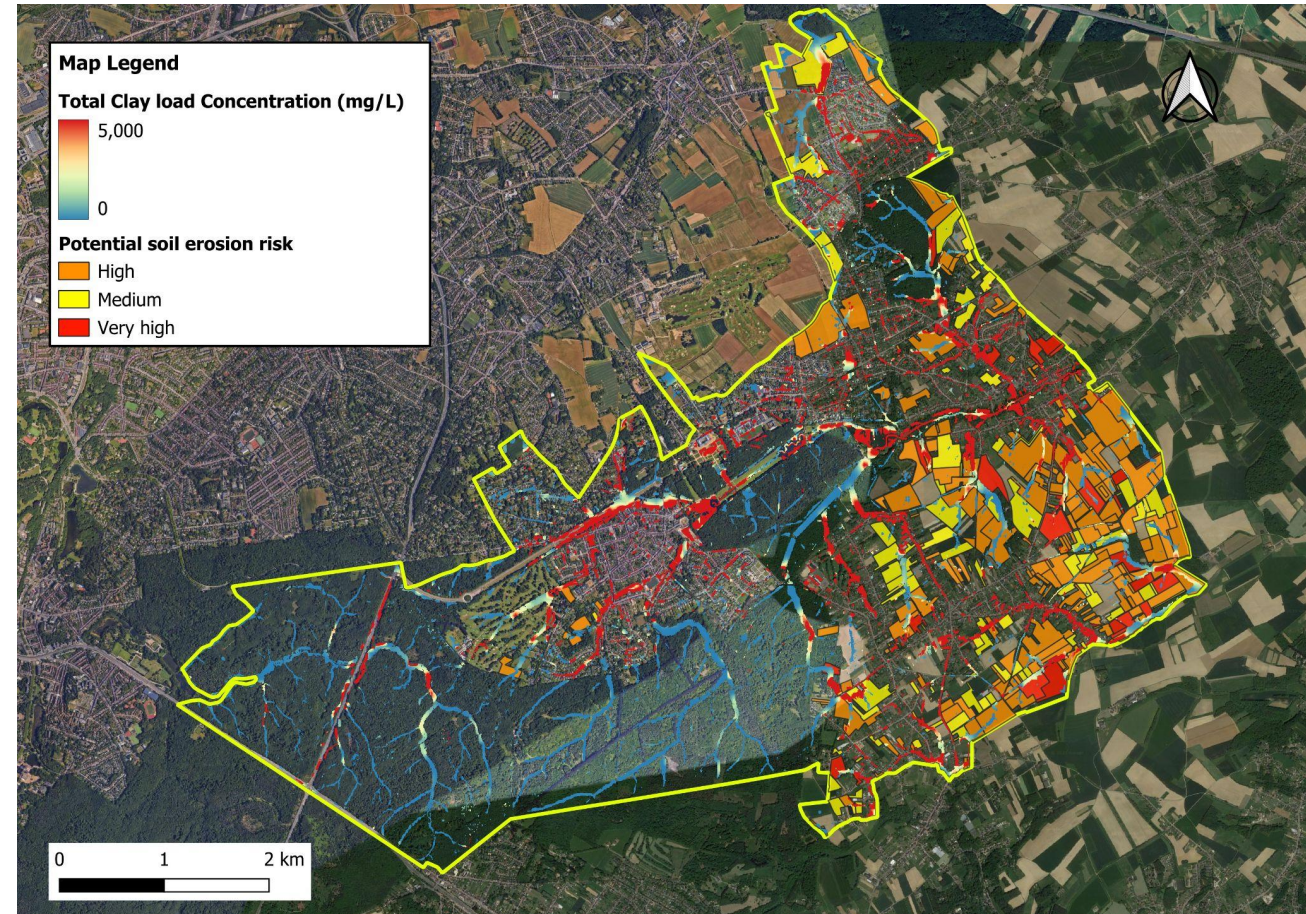 Map Legend
Total Clay load Concentration (mg/L)
5,000
0
Potential soil erosion risk
High
Medium
Very high
0 1 2 km